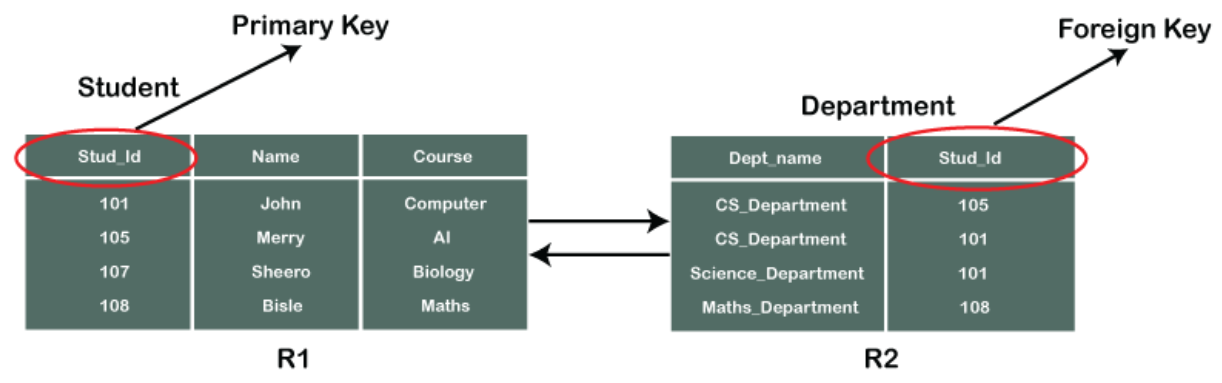 Primary Key
Foreign Key
Student
Department
Stud_Id Name Course
101 John Computer
105 Merry AI
107 Sheero Biology
108 Bisle Maths
R1
Dept_name Stud_Id
CS_Department 105
CS_Department 101
Science_Department 101
Maths_Department 108
R2